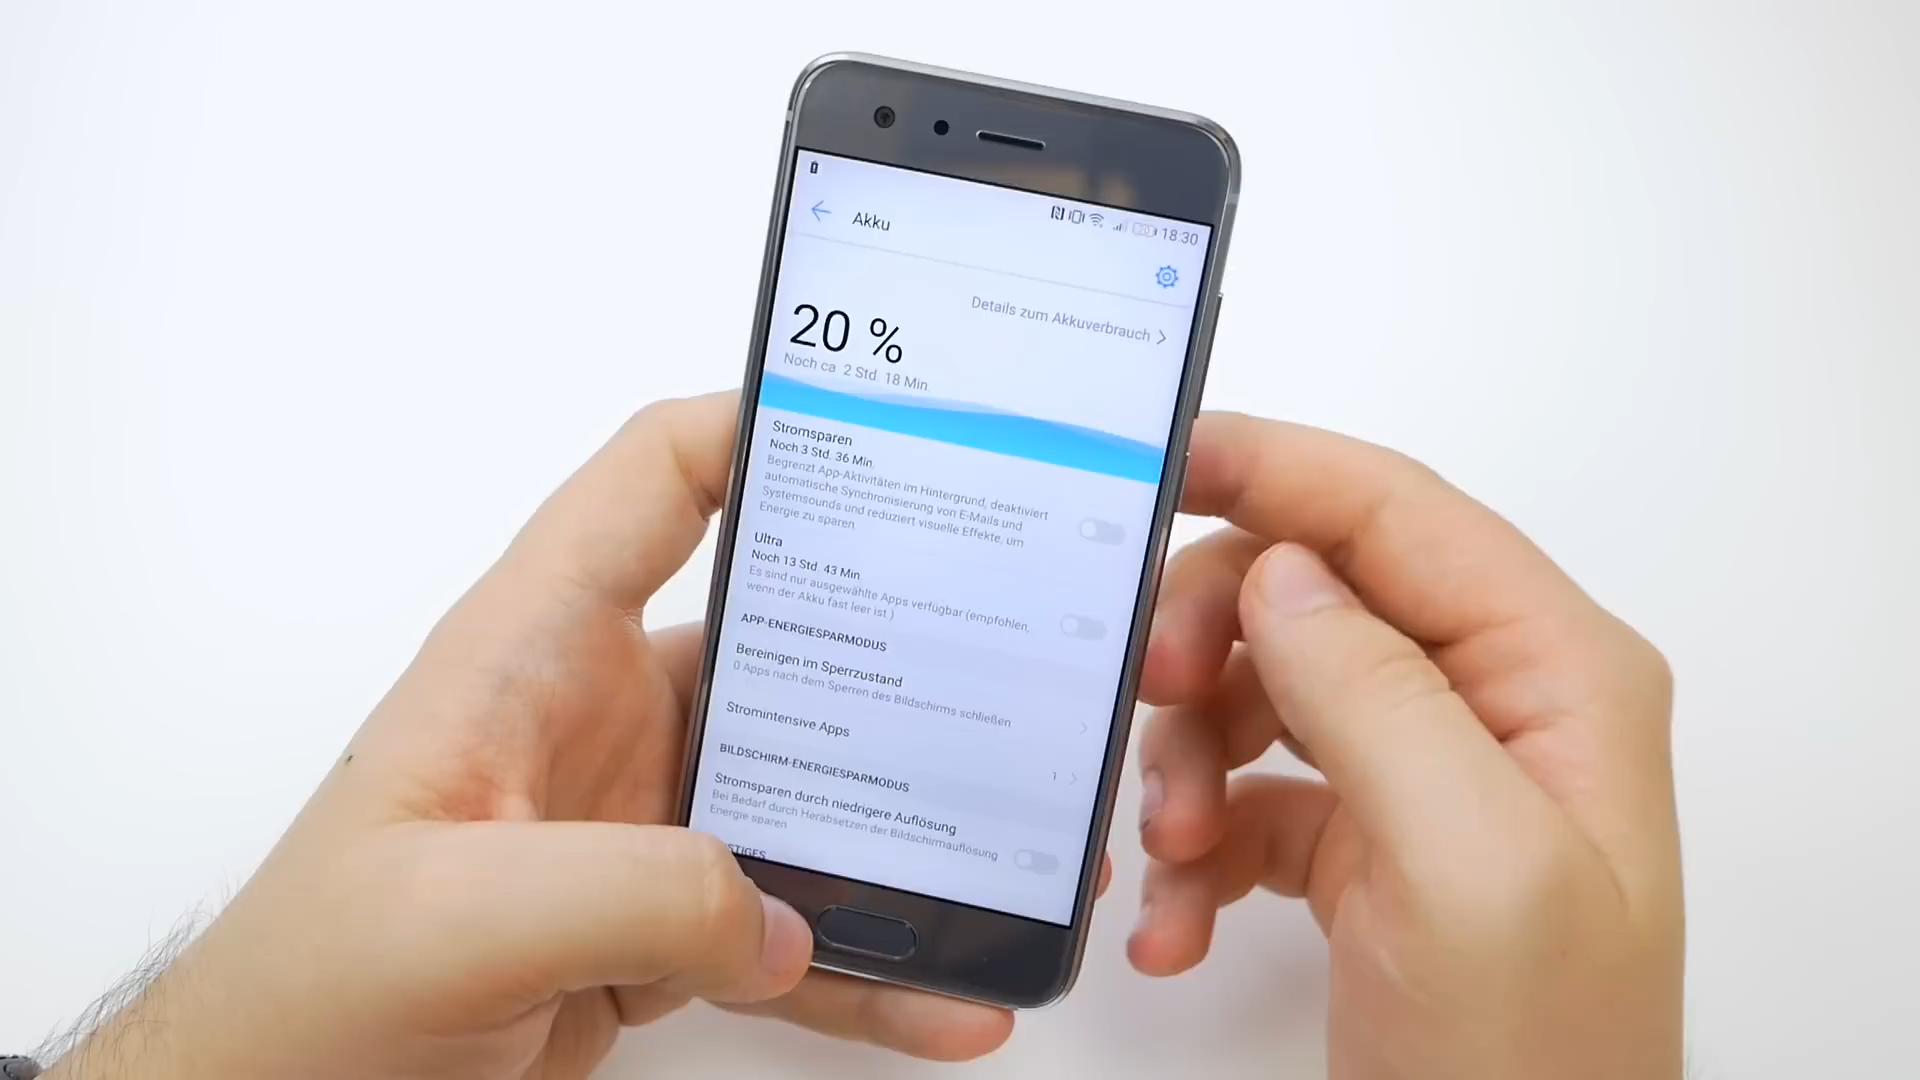 18:30
Akku
Details zum Akkuverbrauch
20 %
Noch ca. 2 Std. 18 Min.
Stromsparen
Noch 3 Std. 36 Min.
Begrenzt App-Aktivitäten im Hintergrund, deaktiviert
automatische Synchronisierung von E-Mails und
Systemsounds und reduziert visuelle Effekte, um
Energie zu sparen.
Ultra
Noch 13 Std. 43 Min.
Es sind nur ausgewählte Apps verfügbar (empfohlen,
wenn der Akku fast leer ist.)
APP-ENERGIESPARMODUS
Bereinigen im Sperrzustand
0 Apps nach dem Sperren des Bildschirms schließen
Stromintensive Apps
1
BILDSCHIRM-ENERGIESPARMODUS
Stromsparen durch niedrigere Auflösung
Bei Bedarf durch Herabsetzen der Bildschirmauflösung
Energie sparen
STIGES